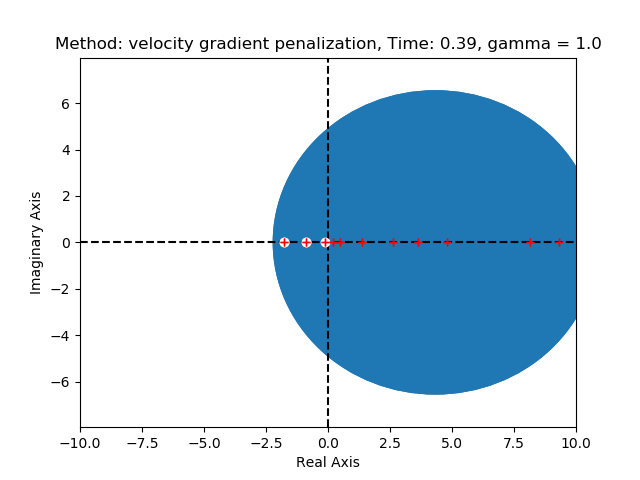 Method: velocity gradient penalization, Time: 0.39, gamma = 1.0
6
4
2
0
−2
−4
−6
Imaginary Axis
−10.0 −7.5 −5.0 −2.5 0.0 2.5 5.0 7.5 10.0
Real Axis